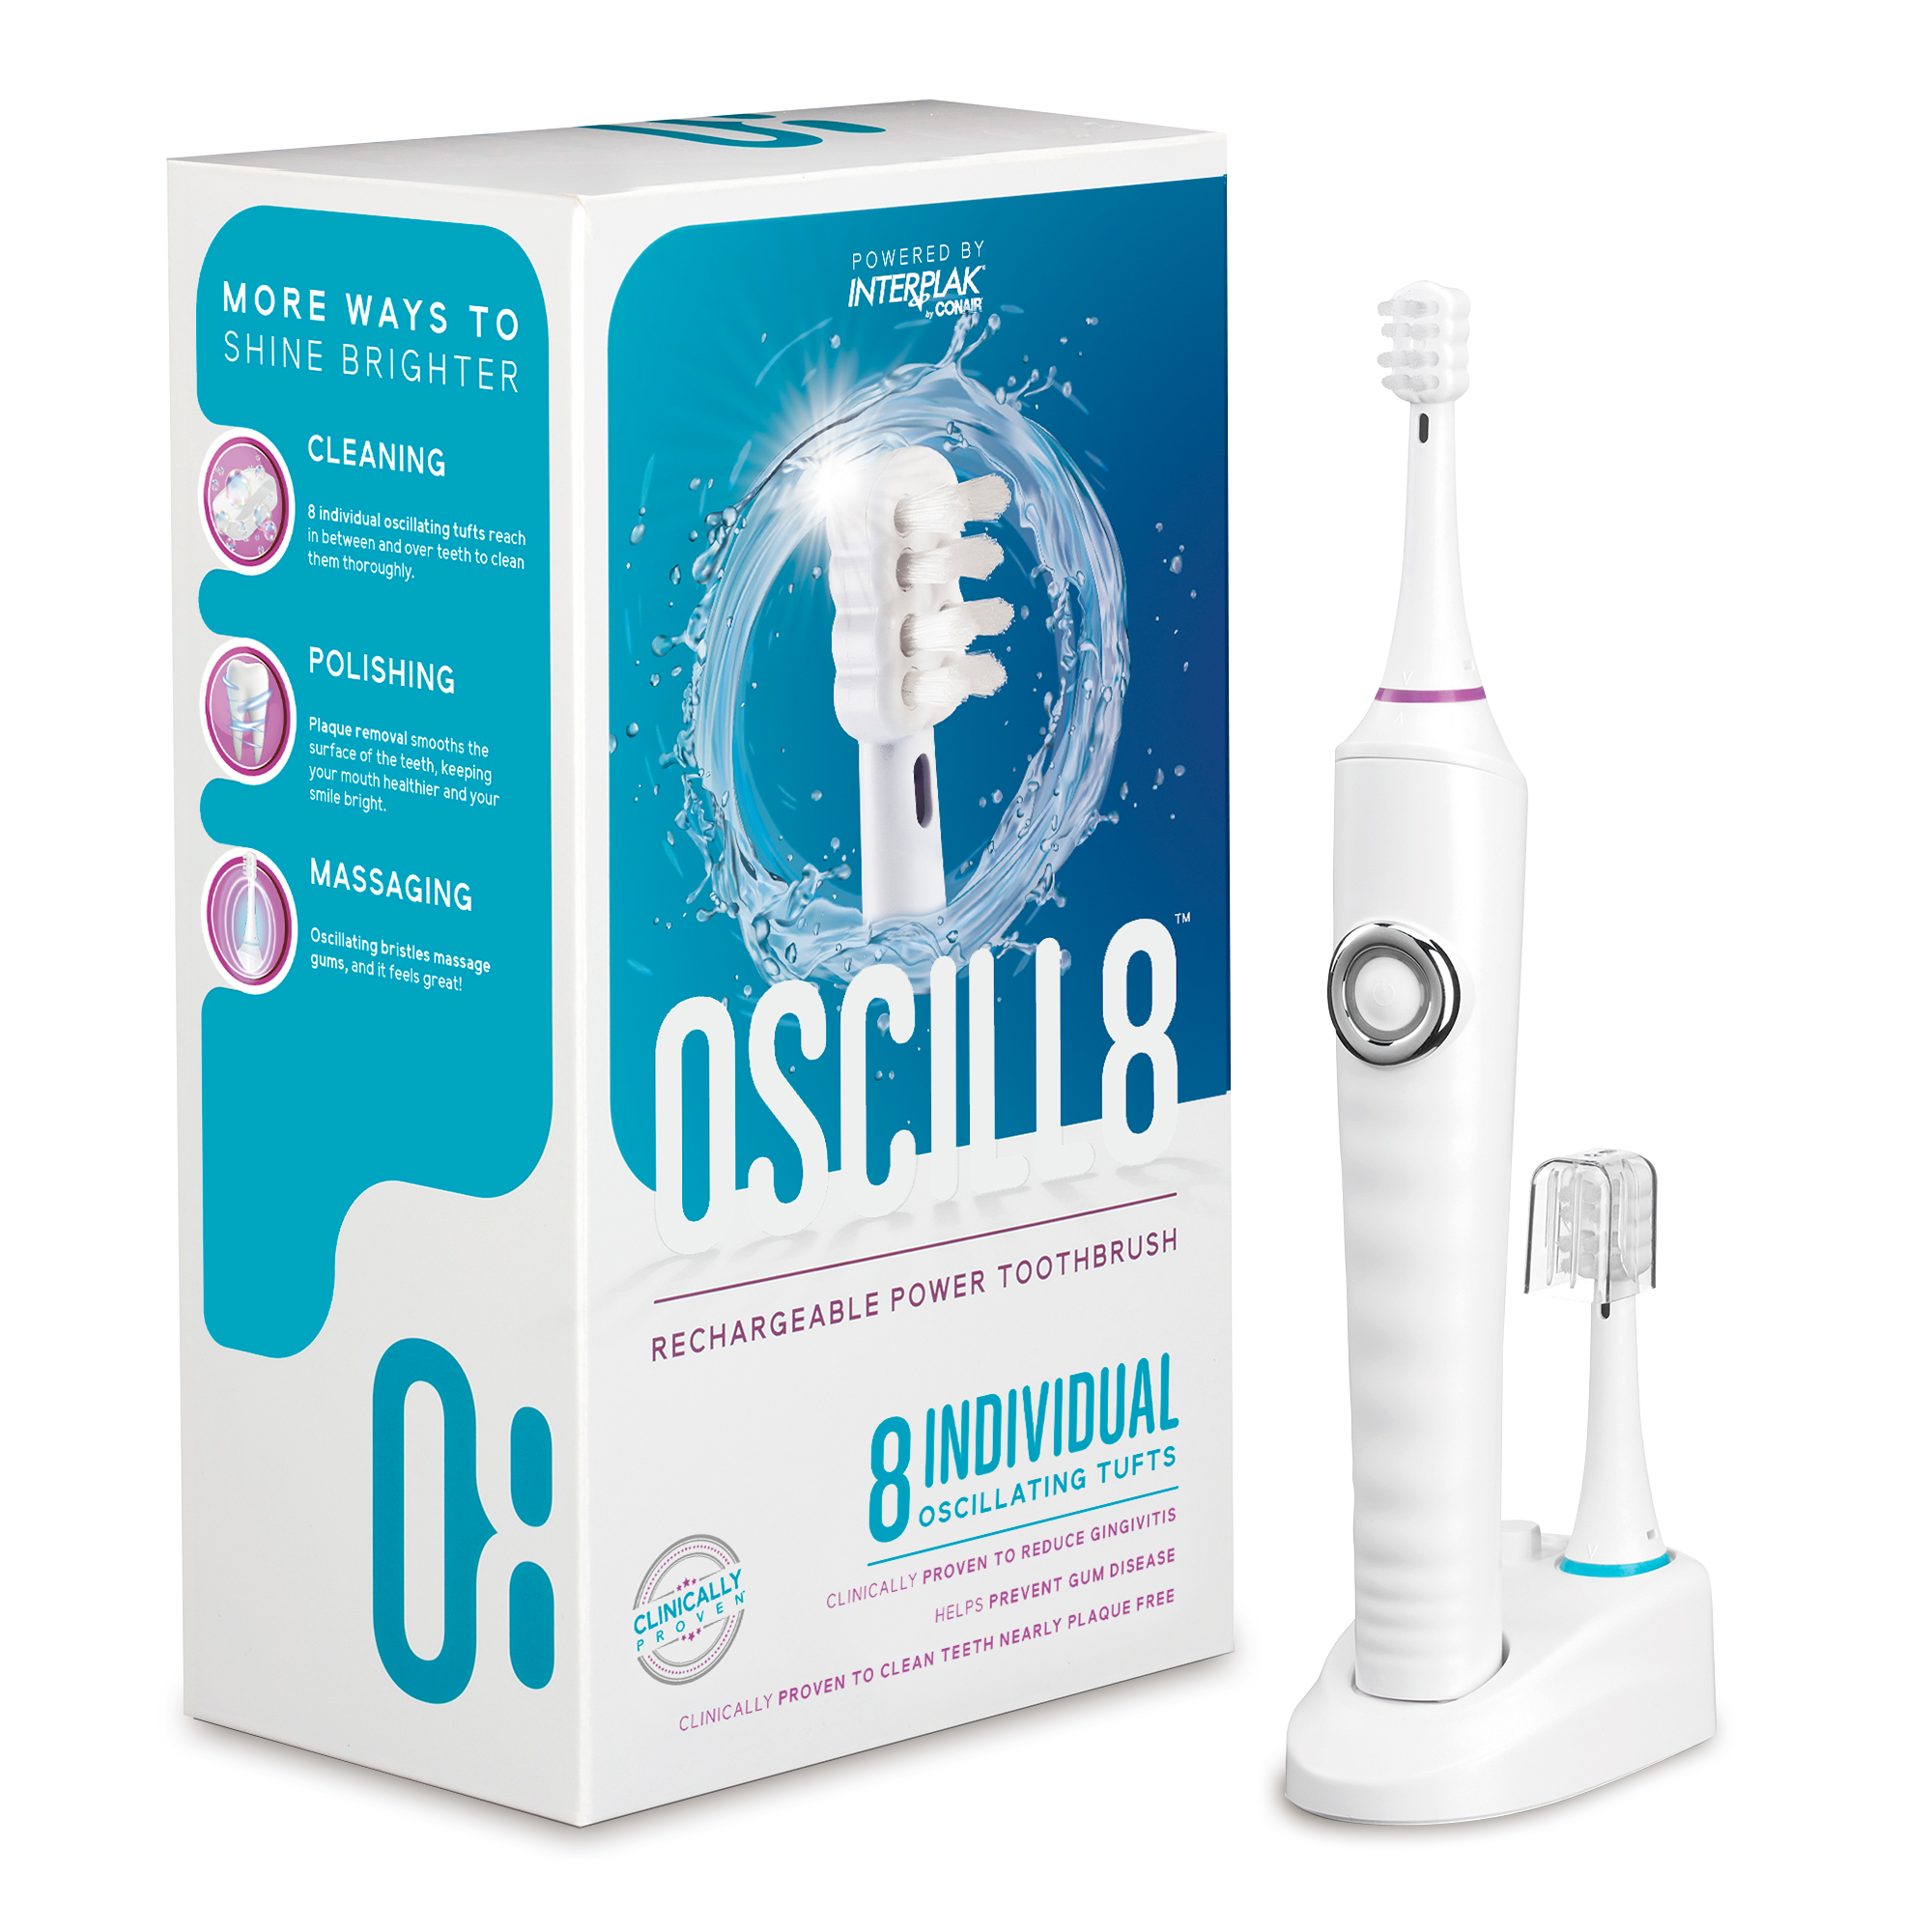 MORE WAYS TO
SHINE BRIGHTER
CLEANING
8 individual oscillating tufts reach
in between and over teeth to clean
them thoroughly.
POLISHING
Plaque removal smooths the
surface of the teeth, keeping
your mouth healthier and your
smile bright.
MASSAGING
Oscillating bristles massage
gums, and it feels great!
POWERED BY
INTERPLAK®
by CONAIR
OSCILL8™
RECHARGEABLE POWER TOOTHBRUSH
8 INDIVIDUAL
OSCILLATING TUFTS
CLINICALLY PROVEN TO REDUCE GINGIVITIS
HELPS PREVENT GUM DISEASE
CLINICALLY PROVEN TO CLEAN TEETH NEARLY PLAQUE FREE
CLINICALLY
PROVEN